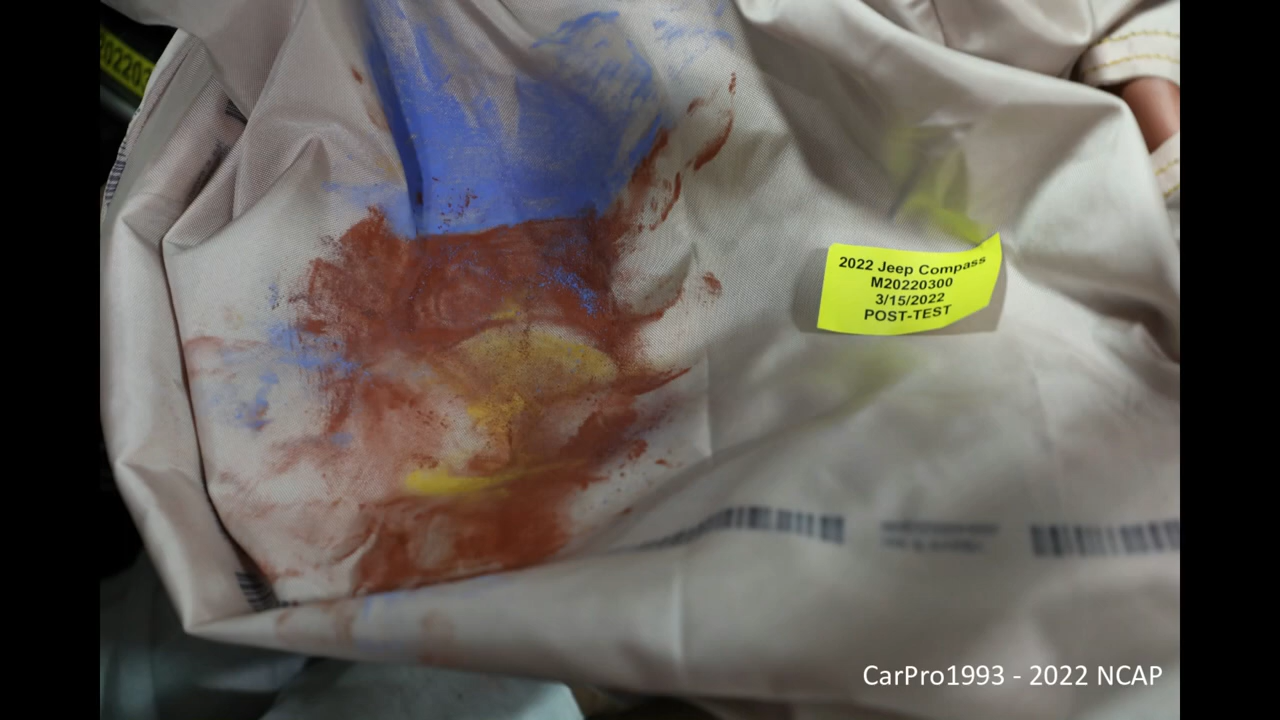 2022 Jeep Compass
M20220300
3/15/2022
POST-TEST
CarPro1993 - 2022 NCAP